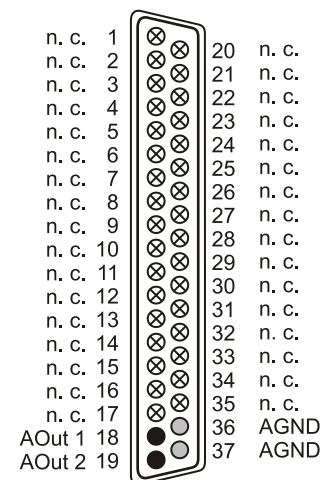 n. c. 1
n. c. 2
n. c. 3
n. c. 4
n. c. 5
n. c. 6
n. c. 7
n. c. 8
n. c. 9
n. c. 10
n. c. 11
n. c. 12
n. c. 13
n. c. 14
n. c. 15
n. c. 16
n. c. 17
AOut 1 18
AOut 2 19
20 n. c.
21 n. c.
22 n. c.
23 n. c.
24 n. c.
25 n. c.
26 n. c.
27 n. c.
28 n. c.
29 n. c.
30 n. c.
31 n. c.
32 n. c.
33 n. c.
34 n. c.
35 n. c.
36 AGND
37 AGND